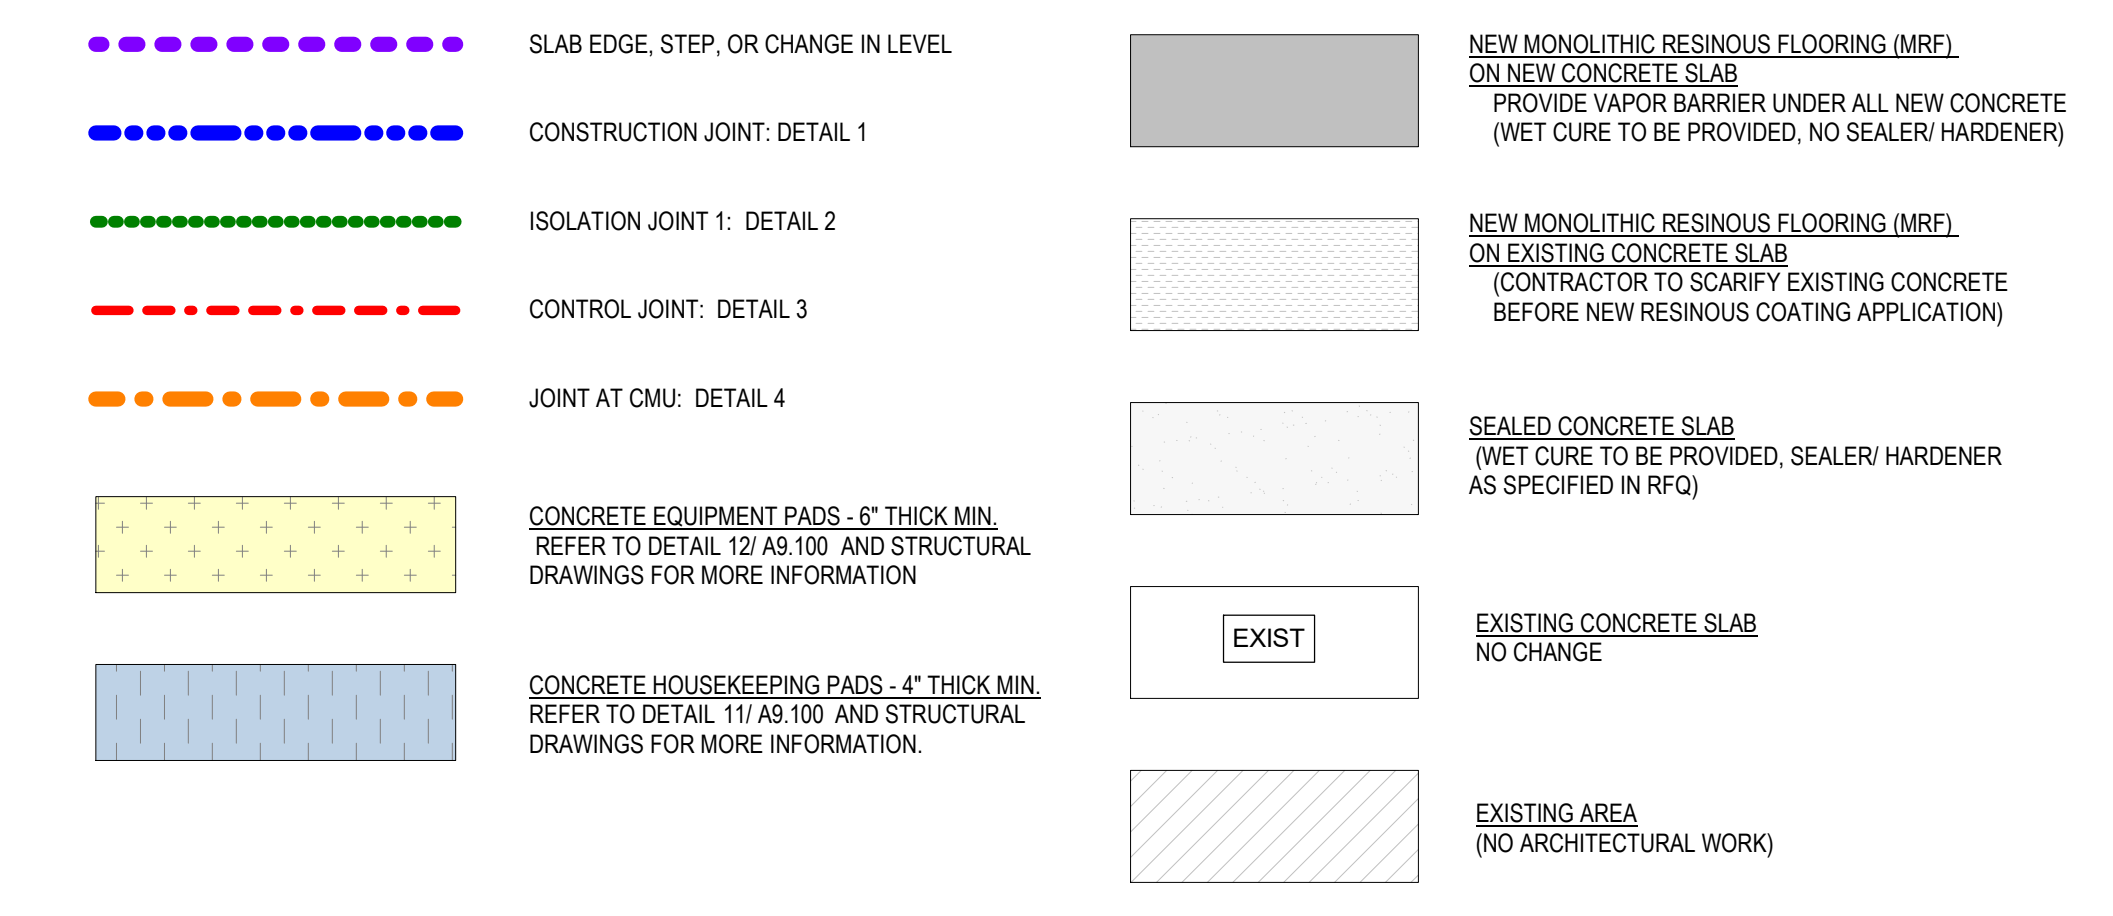 SLAB EDGE, STEP, OR CHANGE IN LEVEL
CONSTRUCTION JOINT: DETAIL 1
ISOLATION JOINT 1:  DETAIL 2
CONTROL JOINT:  DETAIL 3
JOINT AT CMU:  DETAIL 4
CONCRETE EQUIPMENT PADS - 6" THICK MIN.
REFER TO DETAIL 12/ A9.100  AND STRUCTURAL
DRAWINGS FOR MORE INFORMATION
CONCRETE HOUSEKEEPING PADS - 4" THICK MIN.
REFER TO DETAIL 11/ A9.100  AND STRUCTURAL
DRAWINGS FOR MORE INFORMATION.
NEW MONOLITHIC RESINOUS FLOORING (MRF)
ON NEW CONCRETE SLAB
PROVIDE VAPOR BARRIER UNDER ALL NEW CONCRETE
(WET CURE TO BE PROVIDED, NO SEALER/ HARDENER)
NEW MONOLITHIC RESINOUS FLOORING (MRF)
ON EXISTING CONCRETE SLAB
(CONTRACTOR TO SCARIFY EXISTING CONCRETE
BEFORE NEW RESINOUS COATING APPLICATION)
SEALED CONCRETE SLAB
(WET CURE TO BE PROVIDED, SEALER/ HARDENER
AS SPECIFIED IN RFQ)
EXIST
EXISTING CONCRETE SLAB
NO CHANGE
EXISTING AREA
(NO ARCHITECTURAL WORK)